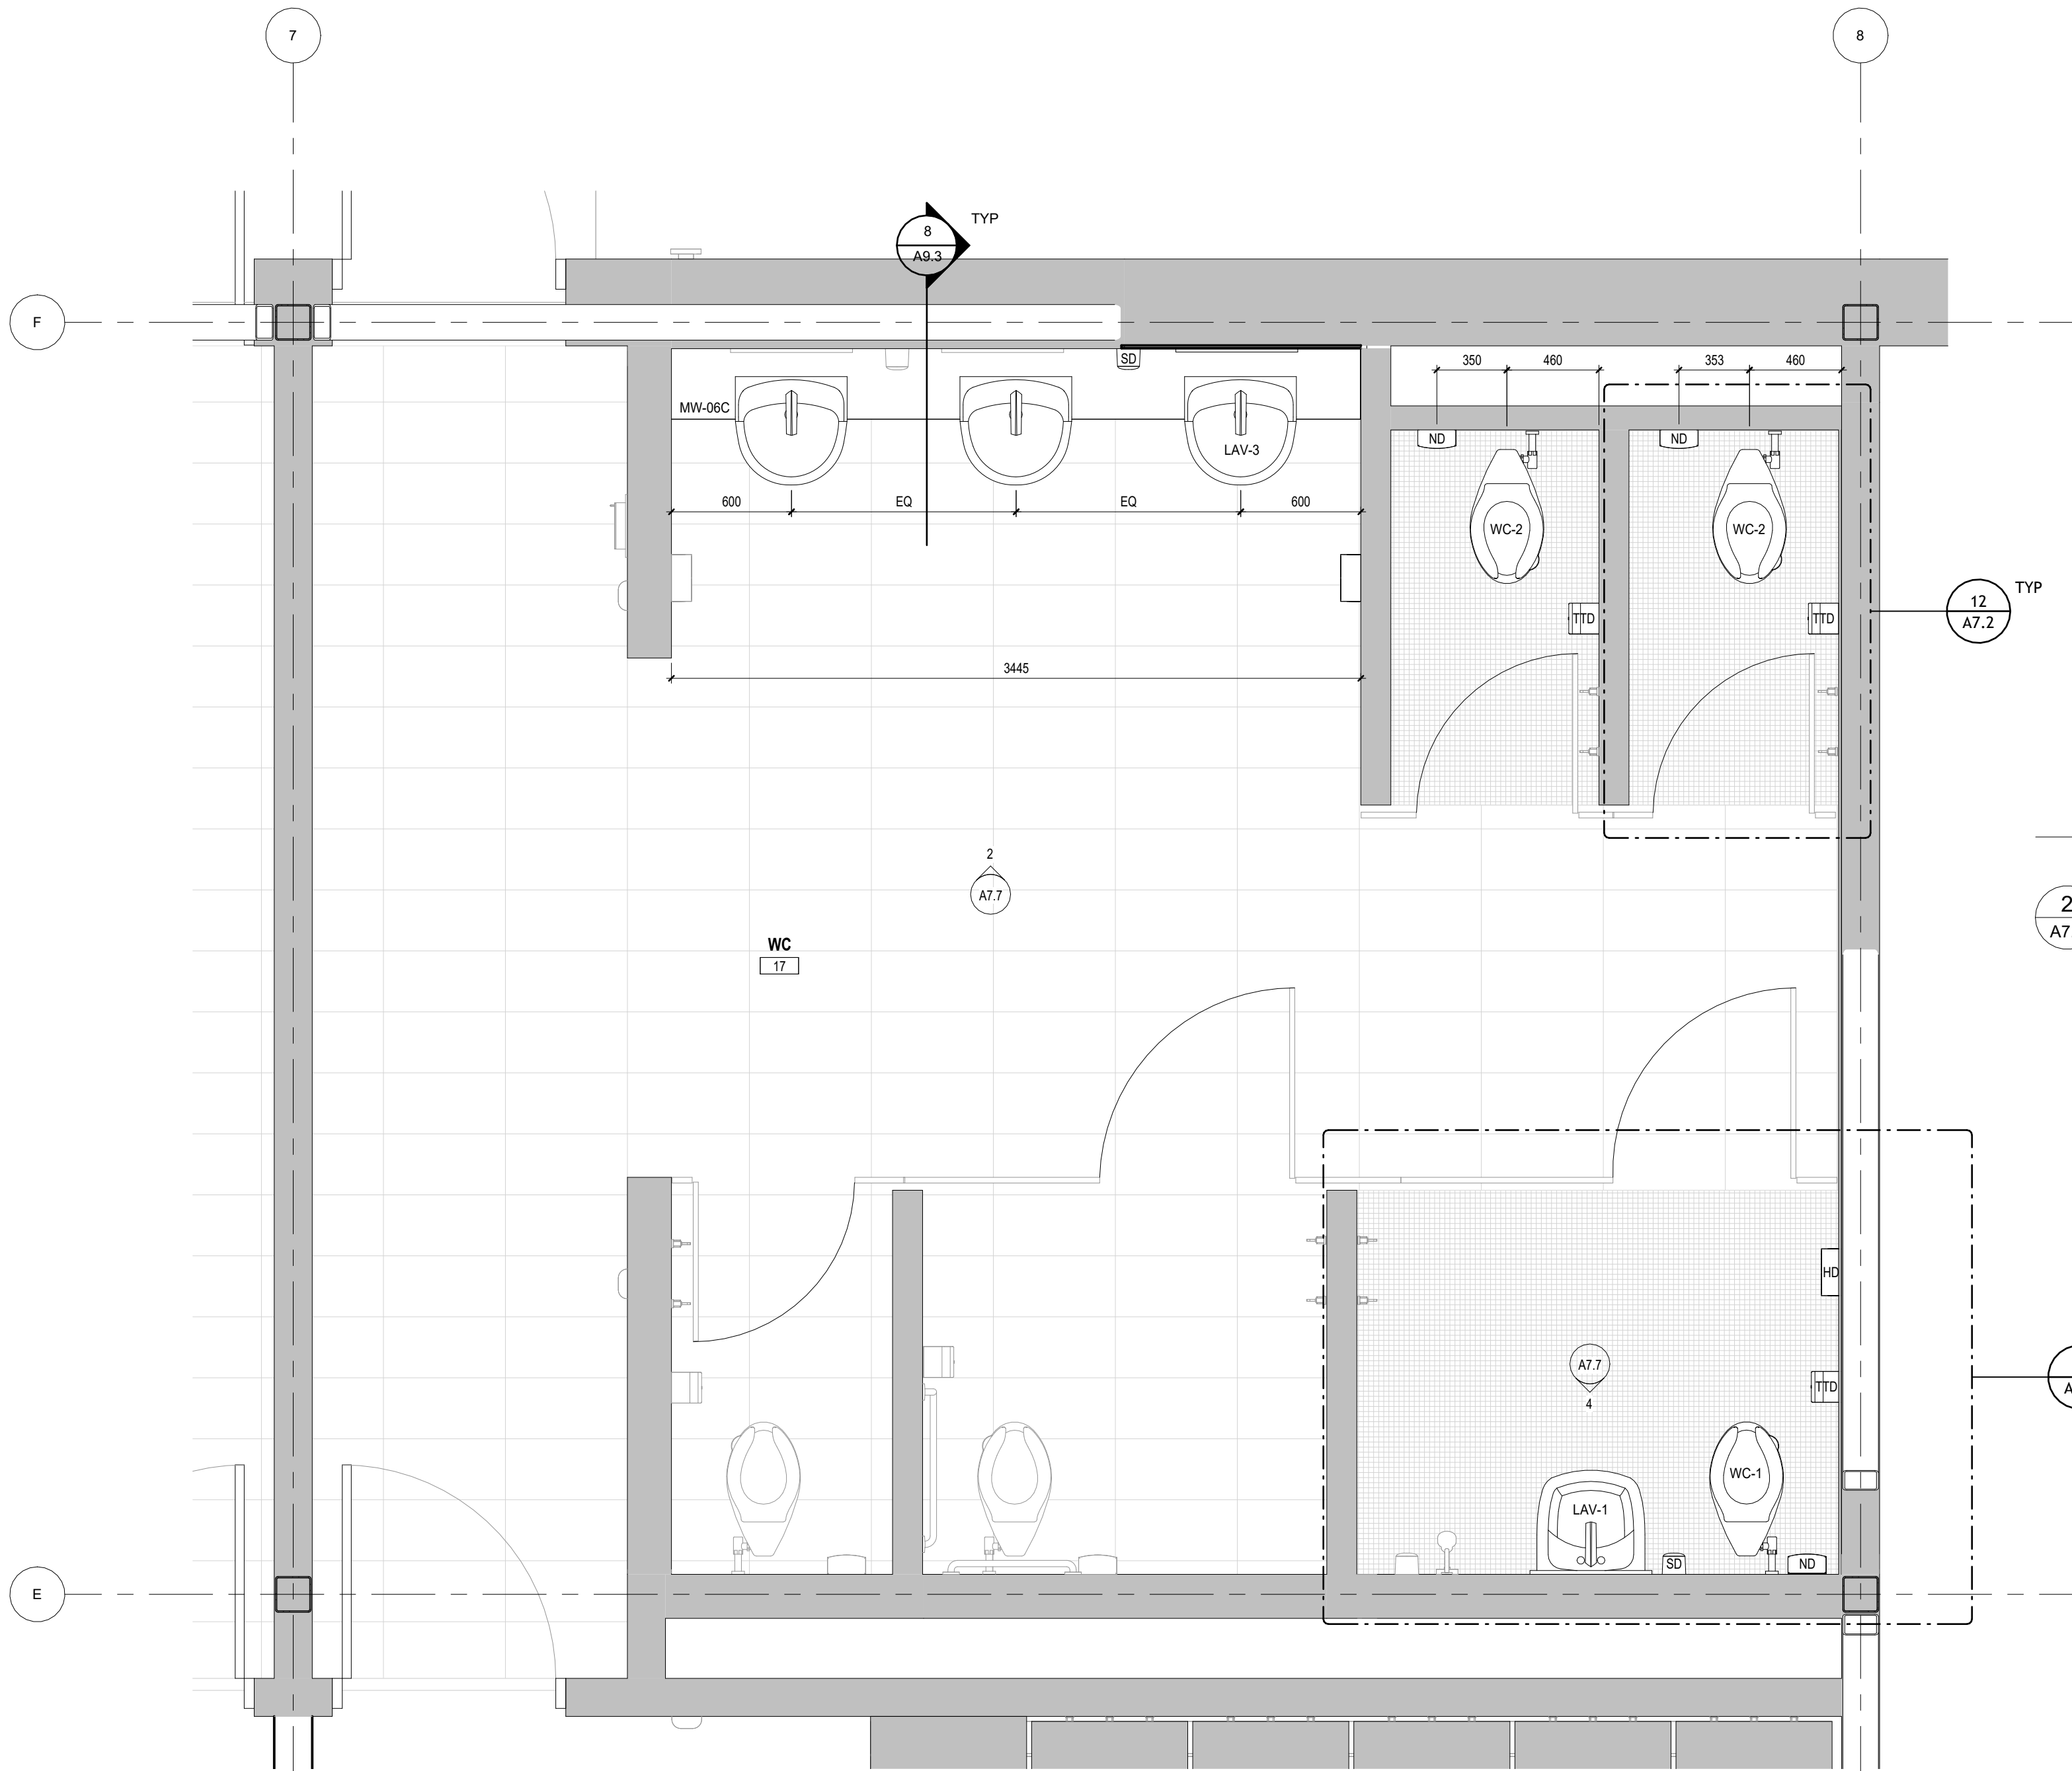 7
8
8
A9.3
TYP
F
350
460
353
460
SD
MW-06C
ND
ND
LAV-3
600
EQ
EQ
600
WC-2
WC-2
12
A7.2
TYP
TTD
TTD
3445
2
A7.7
2
A7
WC
17
HD
A7.7
4
TTD
A
WC-1
LAV-1
SD
ND
E